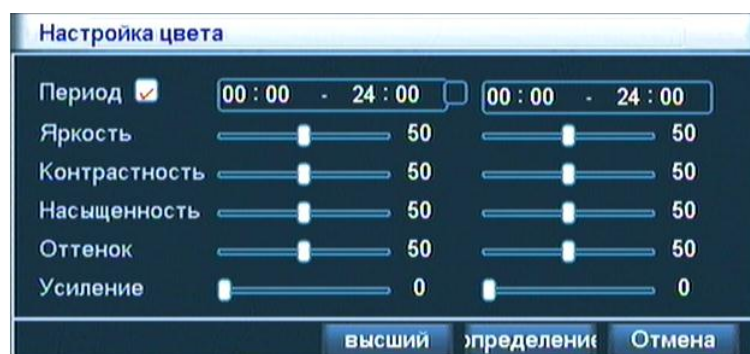 Настройка цвета
Период 00 : 00 - 24 : 00 00 : 00 - 24 : 00
Яркость 50 50
Контрастность 50 50
Насыщенность 50 50
Оттенок 50 50
Усиление 0 0
высший определение Отмена